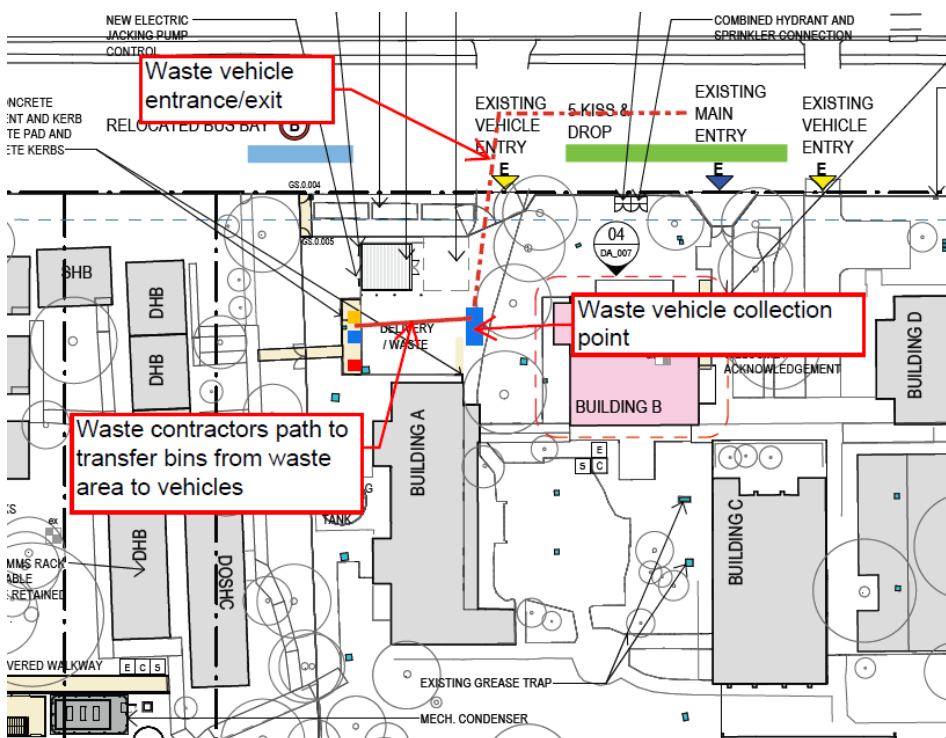 NEW ELECTRIC
JACKING PUMP
CONTROL
COMBINED HYDRANT AND
SPRINKLER CONNECTION
Waste vehicle
entrance/exit
ONCRETE
ENT AND KERB
TE PAD AND
ETE KERBS
RELOCATED BUS BAY
B
EXISTING
VEHICLE
ENTRY
5 KISS &
DROP
EXISTING
MAIN
ENTRY
EXISTING
VEHICLE
ENTRY
E
E
E
GS.0.004
GS.0.005
04
DA_007
SHB
DHB
DHB
DELIVERY
/ WASTE
Waste vehicle collection
point
ACKNOWLEDGEMENT
BUILDING D
BUILDING B
BUILDING A
Waste contractors path to
transfer bins from waste
area to vehicles
E
S C
G
TANK
KS
ex
MMS RACK
ABLE
S RETAINED
DHB
DOSHC
BUILDING C
VERED WALKWAY
E C S
EXISTING GREASE TRAP
MECH. CONDENSER